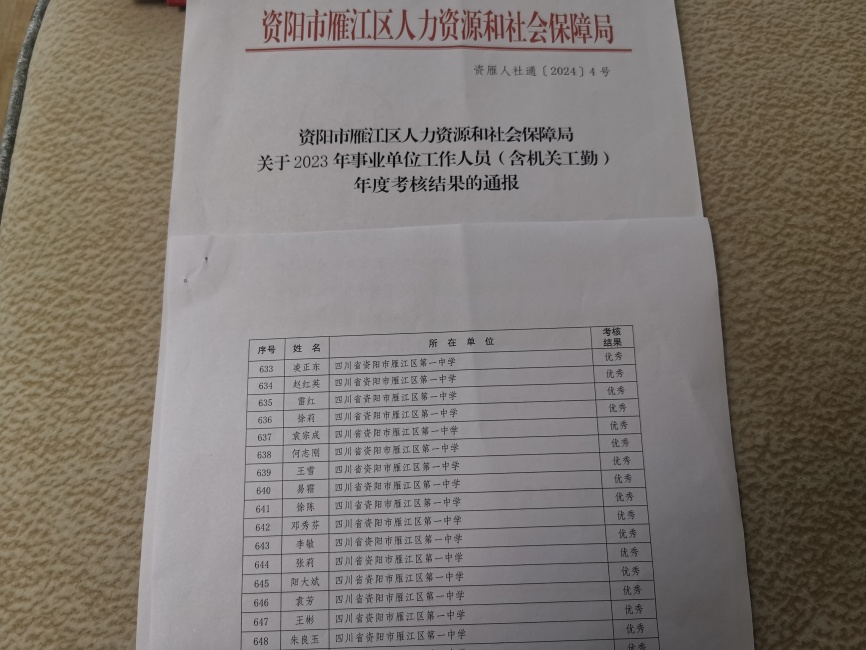 资阳市雁江区人力资源和社会保障局
资雁人社通〔2024〕4号
资阳市雁江区人力资源和社会保障局
关于2023年事业单位工作人员（含机关工勤）
年度考核结果的通报
序号 姓 名 所 在 单 位 考核结果
633 凌正东 四川省资阳市雁江区第一中学 优秀
634 赵红英 四川省资阳市雁江区第一中学 优秀
635 雷红 四川省资阳市雁江区第一中学 优秀
636 徐莉 四川省资阳市雁江区第一中学 优秀
637 袁宗成 四川省资阳市雁江区第一中学 优秀
638 何志刚 四川省资阳市雁江区第一中学 优秀
639 王雪 四川省资阳市雁江区第一中学 优秀
640 易霜 四川省资阳市雁江区第一中学 优秀
641 徐陈 四川省资阳市雁江区第一中学 优秀
642 邓秀芬 四川省资阳市雁江区第一中学 优秀
643 李敏 四川省资阳市雁江区第一中学 优秀
644 张莉 四川省资阳市雁江区第一中学 优秀
645 阳大斌 四川省资阳市雁江区第一中学 优秀
646 袁芳 四川省资阳市雁江区第一中学 优秀
647 王彬 四川省资阳市雁江区第一中学 优秀
648 朱良玉 四川省资阳市雁江区第一中学 优秀
优秀